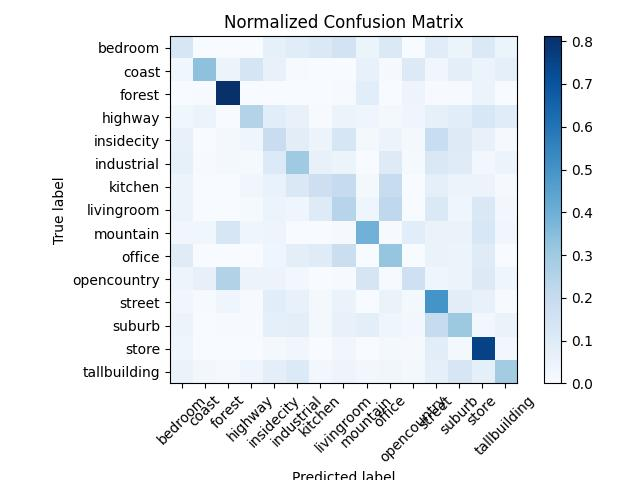 Normalized Confusion Matrix
True label
bedroom
coast
forest
highway
insidecity
industrial
kitchen
livingroom
mountain
office
opencountry
street
suburb
store
tallbuilding
bedroom
coast
forest
highway
insidecity
industrial
kitchen
livingroom
mountain
office
opencountry
street
suburb
store
tallbuilding
Predicted label
0.8
0.7
0.6
0.5
0.4
0.3
0.2
0.1
0.0